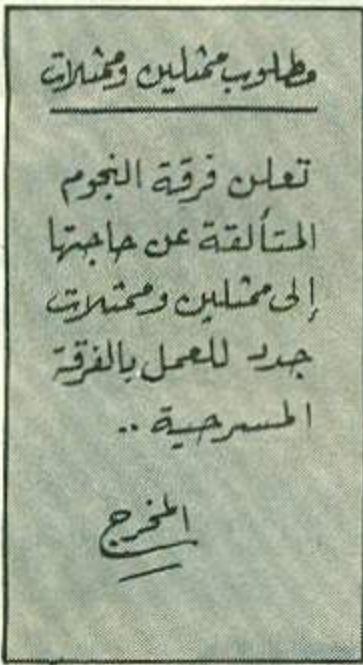 مطلوب ممثلين وممثلات
تعلن فرقة النجوم
المتألقة عن حاجتها
إلى ممثلين وممثلات
جدد للعمل بالفرقة
المسرحية ..
المخرج